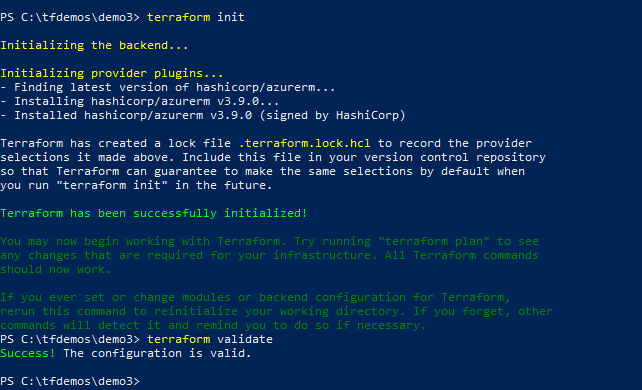 PS C:\tfdemos\demo3> terraform init
Initializing the backend...
Initializing provider plugins...
- Finding latest version of hashicorp/azurerm...
- Installing hashicorp/azurerm v3.9.0...
- Installed hashicorp/azurerm v3.9.0 (signed by HashiCorp)
Terraform has created a lock file .terraform.lock.hcl to record the provider
selections it made above. Include this file in your version control repository
so that Terraform can guarantee to make the same selections by default when
you run "terraform init" in the future.
Terraform has been successfully initialized!
You may now begin working with Terraform. Try running "terraform plan" to see
any changes that are required for your infrastructure. All Terraform commands
should now work.
If you ever set or change modules or backend configuration for Terraform,
rerun this command to reinitialize your working directory. If you forget, other
commands will detect it and remind you to do so if necessary.
PS C:\tfdemos\demo3> terraform validate
Success! The configuration is valid.
PS C:\tfdemos\demo3>